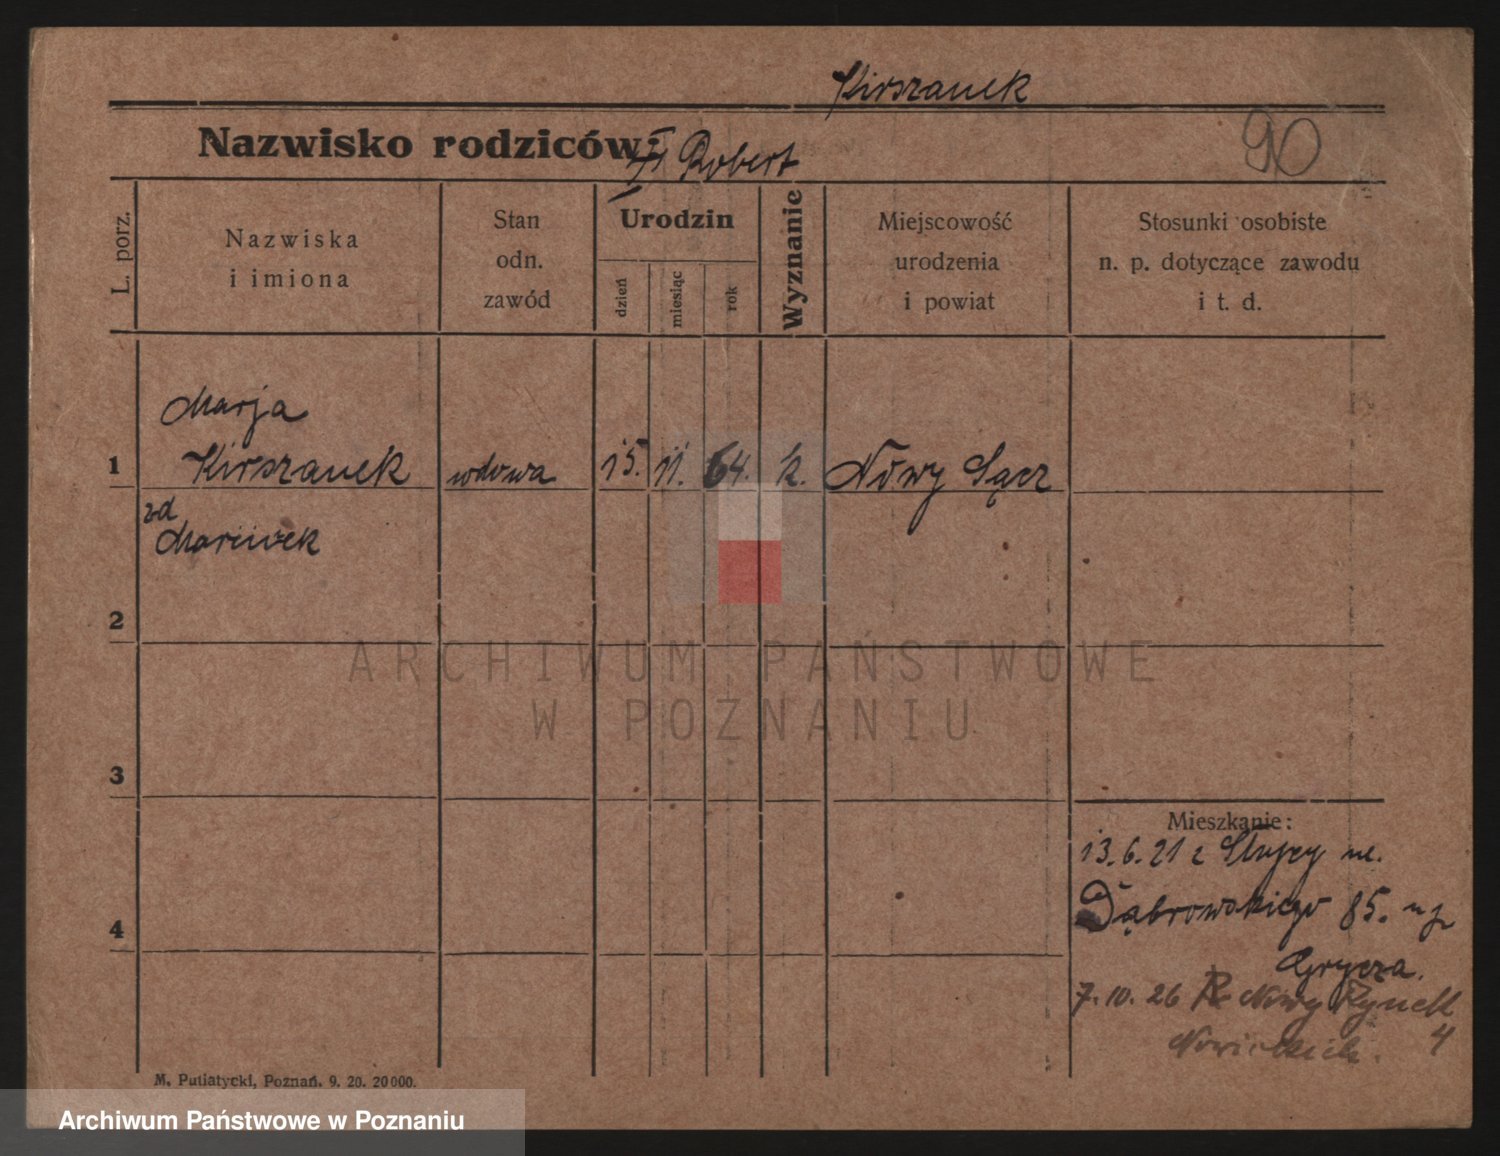 Kirszanek
Nazwisko rodziców: Robert
90
L. porz.
Nazwiska
i imiona
Stan
odn.
zawód
Urodzin
dzień
miesiąc
rok
Wyznanie
Miejscowość
urodzenia
i powiat
Stosunki osobiste
n. p. dotyczące zawodu
i t. d.
Marja
1 Kirszanek wdowa 15. 11. 64. k. Nowy Sącz
zd
2
3
4
Mieszkanie:
13.6.21 z ul.
Dąbrowskiego 85.
Grycza.
7.10.26 Nowy Rynek
4
M. Putiatycki, Poznań. 9. 20. 20000.
ARCHIWUM PAŃSTWOWE
W POZNANIU
Archiwum Państwowe w Poznaniu